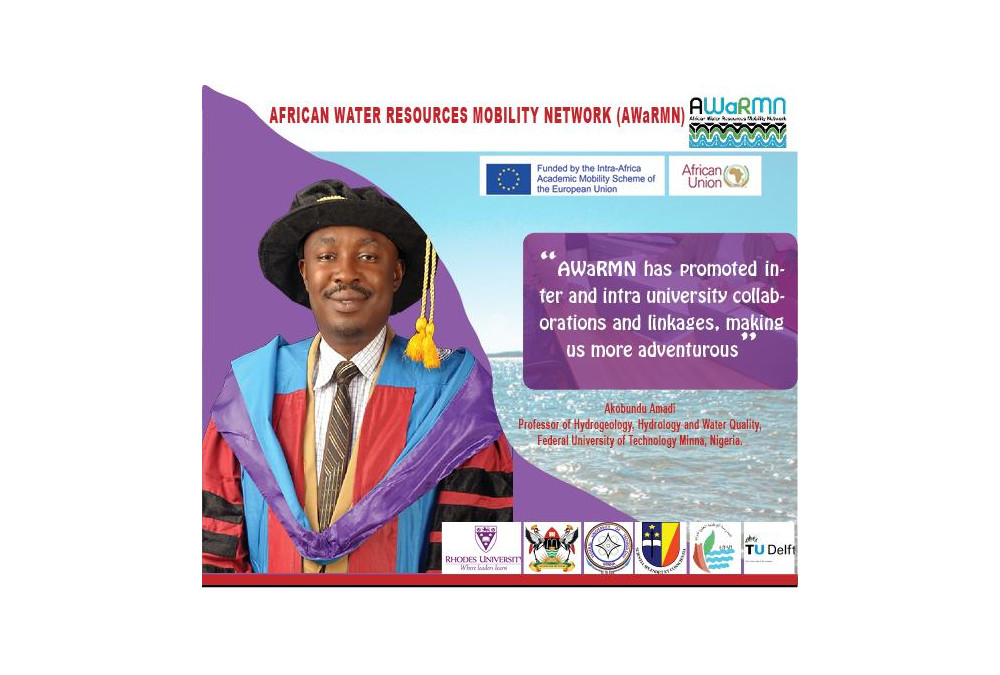 AFRICAN WATER RESOURCES MOBILITY NETWORK (AWaRMN)
AWaRMN
African Water Resources Mobility Network
Funded by the Intra-Africa
Academic Mobility Scheme of
the European Union
African
Union
“AWaRMN has promoted in-
ter and intra university collab-
orations and linkages, making
us more adventurous”
Akobundu Amadi
Professor of Hydrogeology, Hydrology and Water Quality,
Federal University of Technology Minna, Nigeria.
RHODES UNIVERSITY
Where leaders learn
TU Delft